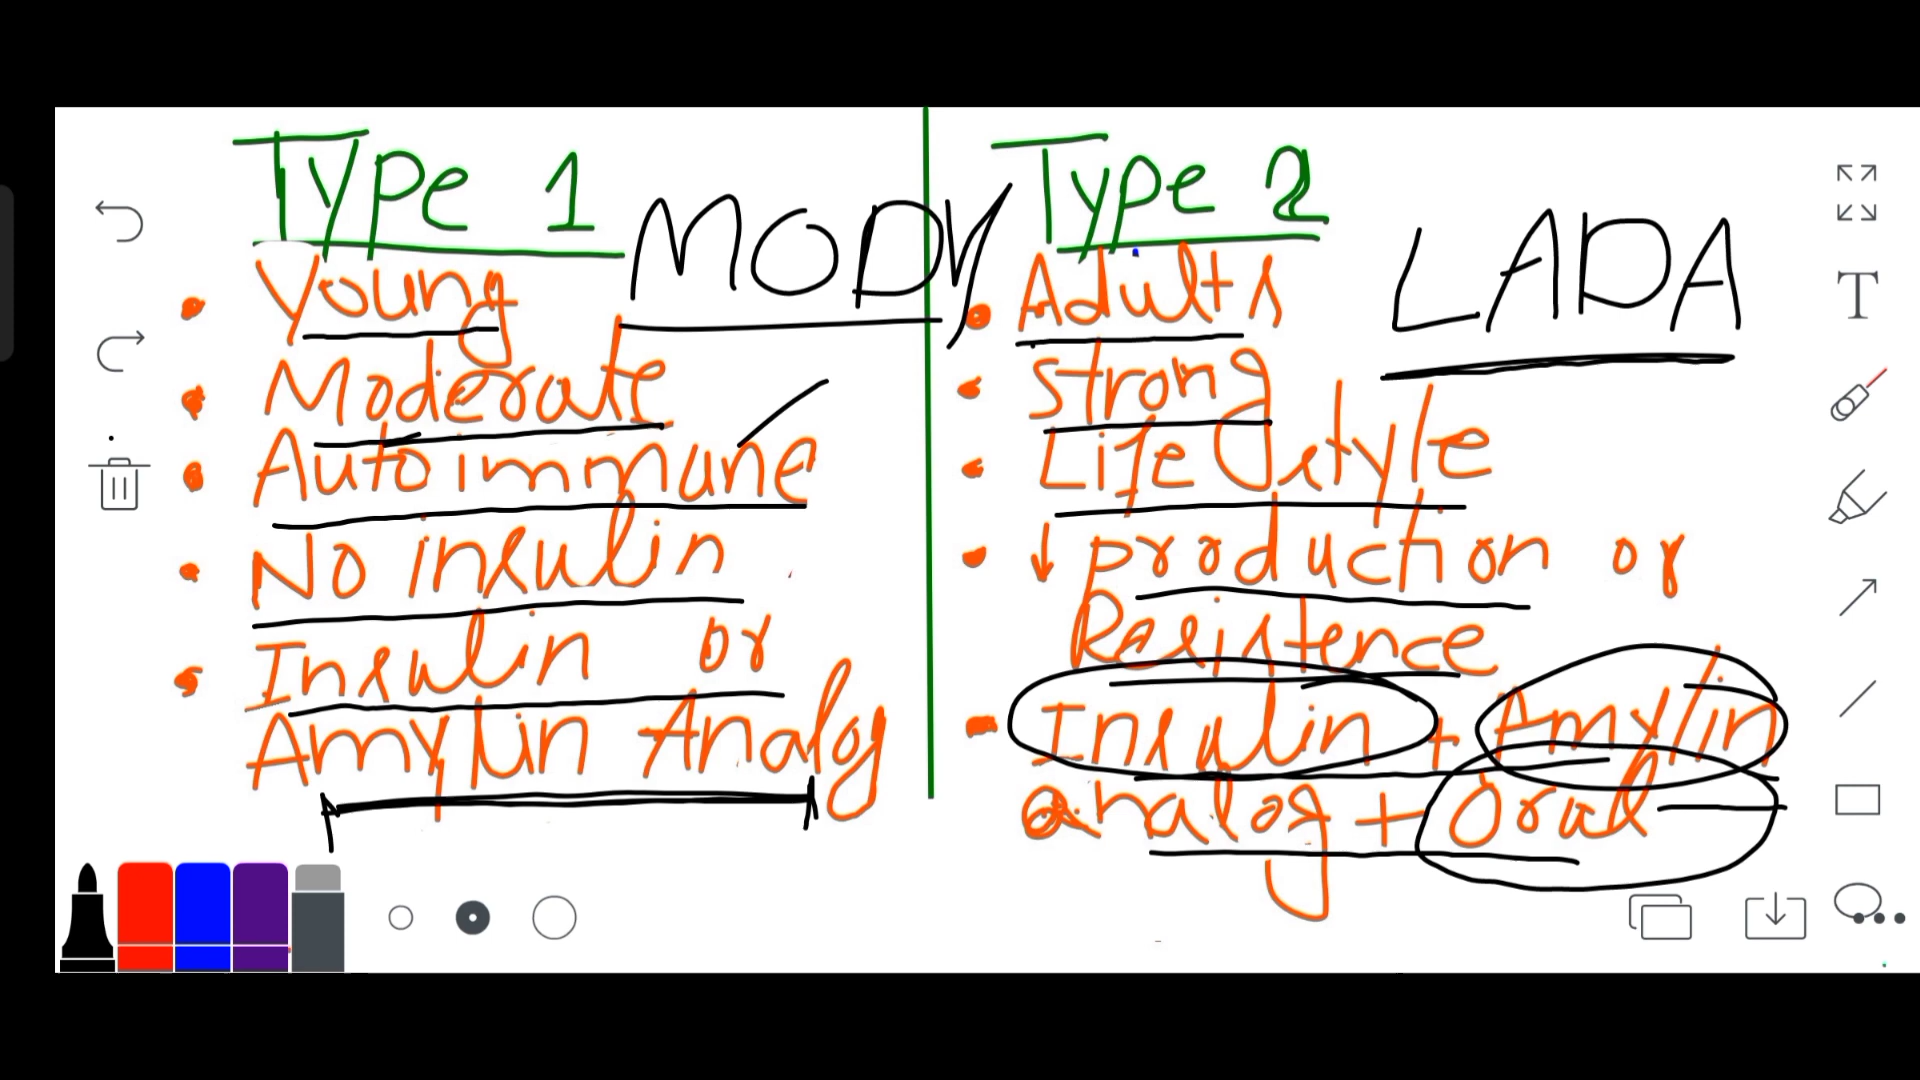 Type 1
MODY
• Young
• Moderate
• Autoimmune
• No insulin
• Insulin or
Amylin Analog
Type 2
LADA
• Adults
• Strong
• Life style
• ↓ production or
Resistence
- Insulin + Amylin
analog + Oral
T